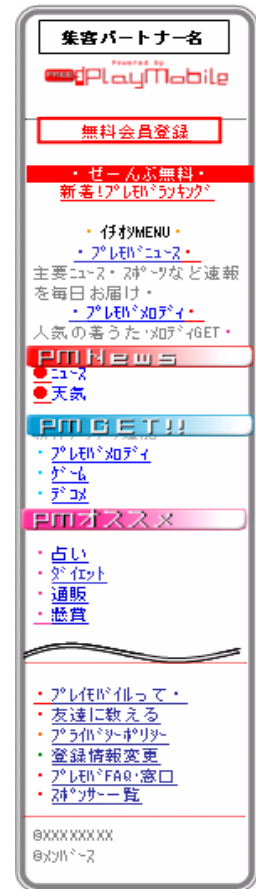 集客パートナー名
Powered by
FREE PlayMobile
無料会員登録
・ぜーんぶ無料・
新着!ﾌﾟﾚﾓﾊﾞﾗﾝｷﾝｸﾞ
・ｲﾁｵｼMENU・
・ﾌﾟﾚﾓﾊﾞﾆｭｰｽ・
主要ﾆｭｰｽ・ｽﾎﾟｰﾂなど速報
を毎日お届け・
・ﾌﾟﾚﾓﾊﾞﾒﾛﾃﾞｨ・
人気の着うた・ﾒﾛﾃﾞｨGET・
PMNews
●ﾆｭｰｽ
●天気
PMGET!!
・ﾌﾟﾚﾓﾊﾞﾒﾛﾃﾞｨ
・ｹﾞｰﾑ
・ﾃﾞｺﾒ
PMオススメ
・占い
・ﾀﾞｲｴｯﾄ
・通販
・懸賞
・ﾌﾟﾚｲﾓﾊﾞｲﾙって・
・友達に教える
・ﾌﾟﾗｲﾊﾞｼｰﾎﾟﾘｼｰ
・登録情報変更
・ﾌﾟﾚﾓﾊﾞFAQ・窓口
・ｽﾎﾟﾝｻｰ一覧
@XXXXXXXXX
@ﾒﾝﾊﾞｰｽﾞ